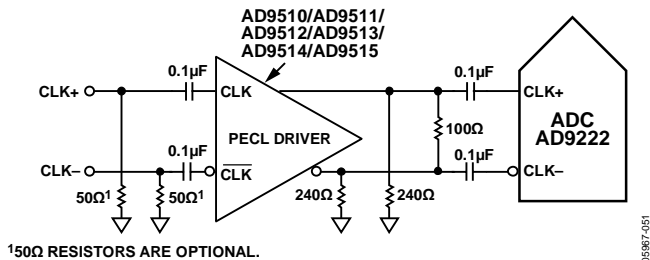 AD9510/AD9511/
AD9512/AD9513/
AD9514/AD9515
0.1µF
0.1µF
CLK+
CLK
CLK+
PECL DRIVER
ADC
AD9222
100Ω
0.1µF
0.1µF
CLK–
CLK
CLK–
50Ω¹
50Ω¹
240Ω
240Ω
¹50Ω RESISTORS ARE OPTIONAL.
05967-051